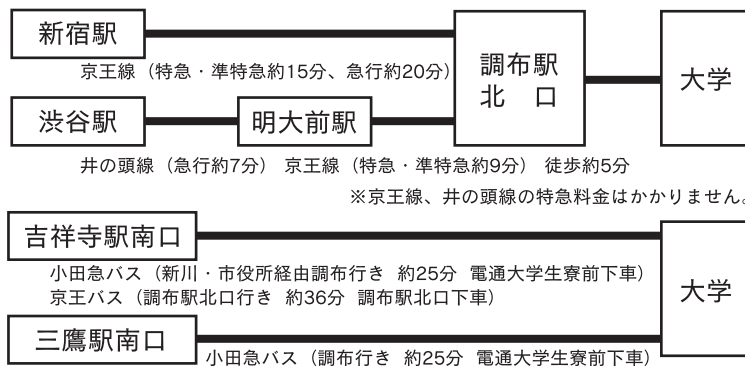 新宿駅
京王線（特急・準特急約15分、急行約20分）
調布駅
北口
大学
渋谷駅
明大前駅
井の頭線（急行約7分） 京王線（特急・準特急約9分） 徒歩約5分
※京王線、井の頭線の特急料金はかかりません。
吉祥寺駅南口
小田急バス（新川・市役所経由調布行き 約25分 電通大学生寮前下車）
京王バス（調布駅北口行き 約36分 調布駅北口下車）
大学
三鷹駅南口
小田急バス（調布行き 約25分 電通大学生寮前下車）